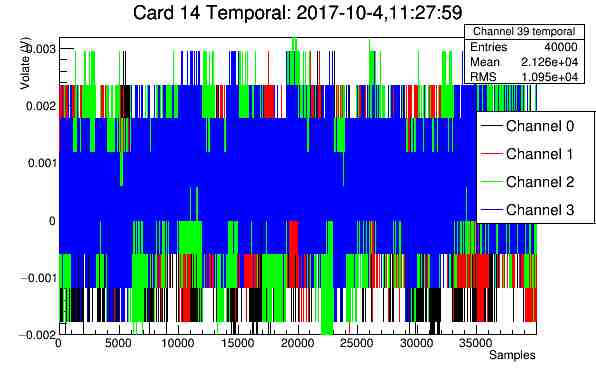 Card 14 Temporal: 2017-10-4,11:27:59
Channel 39 temporal
Entries 40000
Mean 2.126e+04
RMS 1.095e+04
Volate (V)
0.003
0.002
0.001
0
−0.001
−0.002
Channel 0
Channel 1
Channel 2
Channel 3
0 5000 10000 15000 20000 25000 30000 35000
Samples